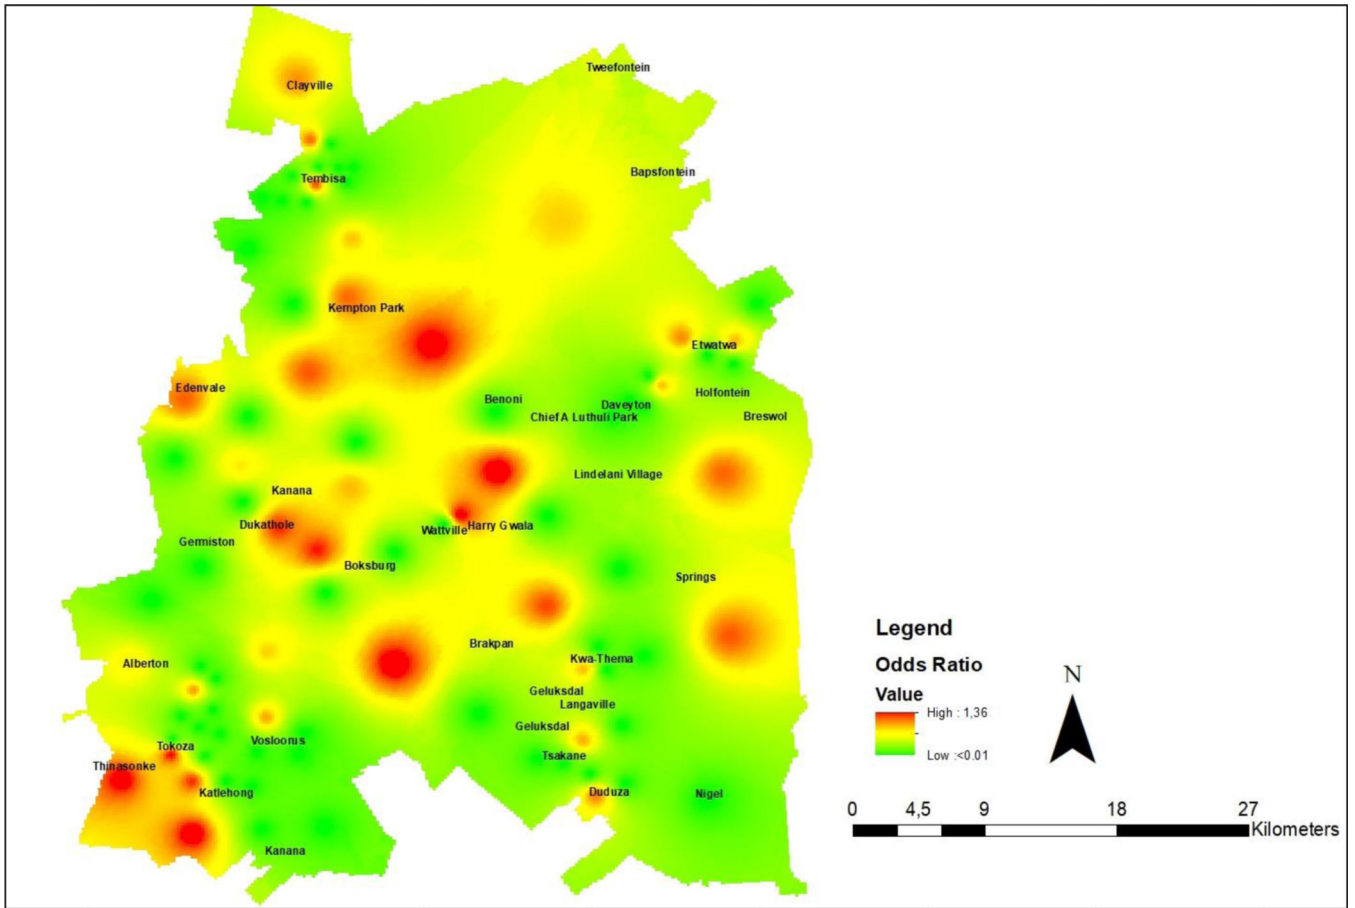 Tweefontein
Clayville
Bapsfontein
Tembisa
Kempton Park
Etwatwa
Edenvale
Holfontein
Benoni
Daveyton
Chief A Luthuli Park
Breswol
Lindelani Village
Kanana
Dukathole
Wattville
Harry Gwala
Germiston
Boksburg
Springs
Brakpan
Alberton
Kwa-Thema
Geluksdal
Langaville
Geluksdal
Vosloorus
Tokoza
Tsakane
Thinasonke
Katlehong
Duduza
Nigel
Kanana
Legend
Odds Ratio
Value
High : 1,36
Low :<0.01
N
0 4,5 9 18 27
Kilometers